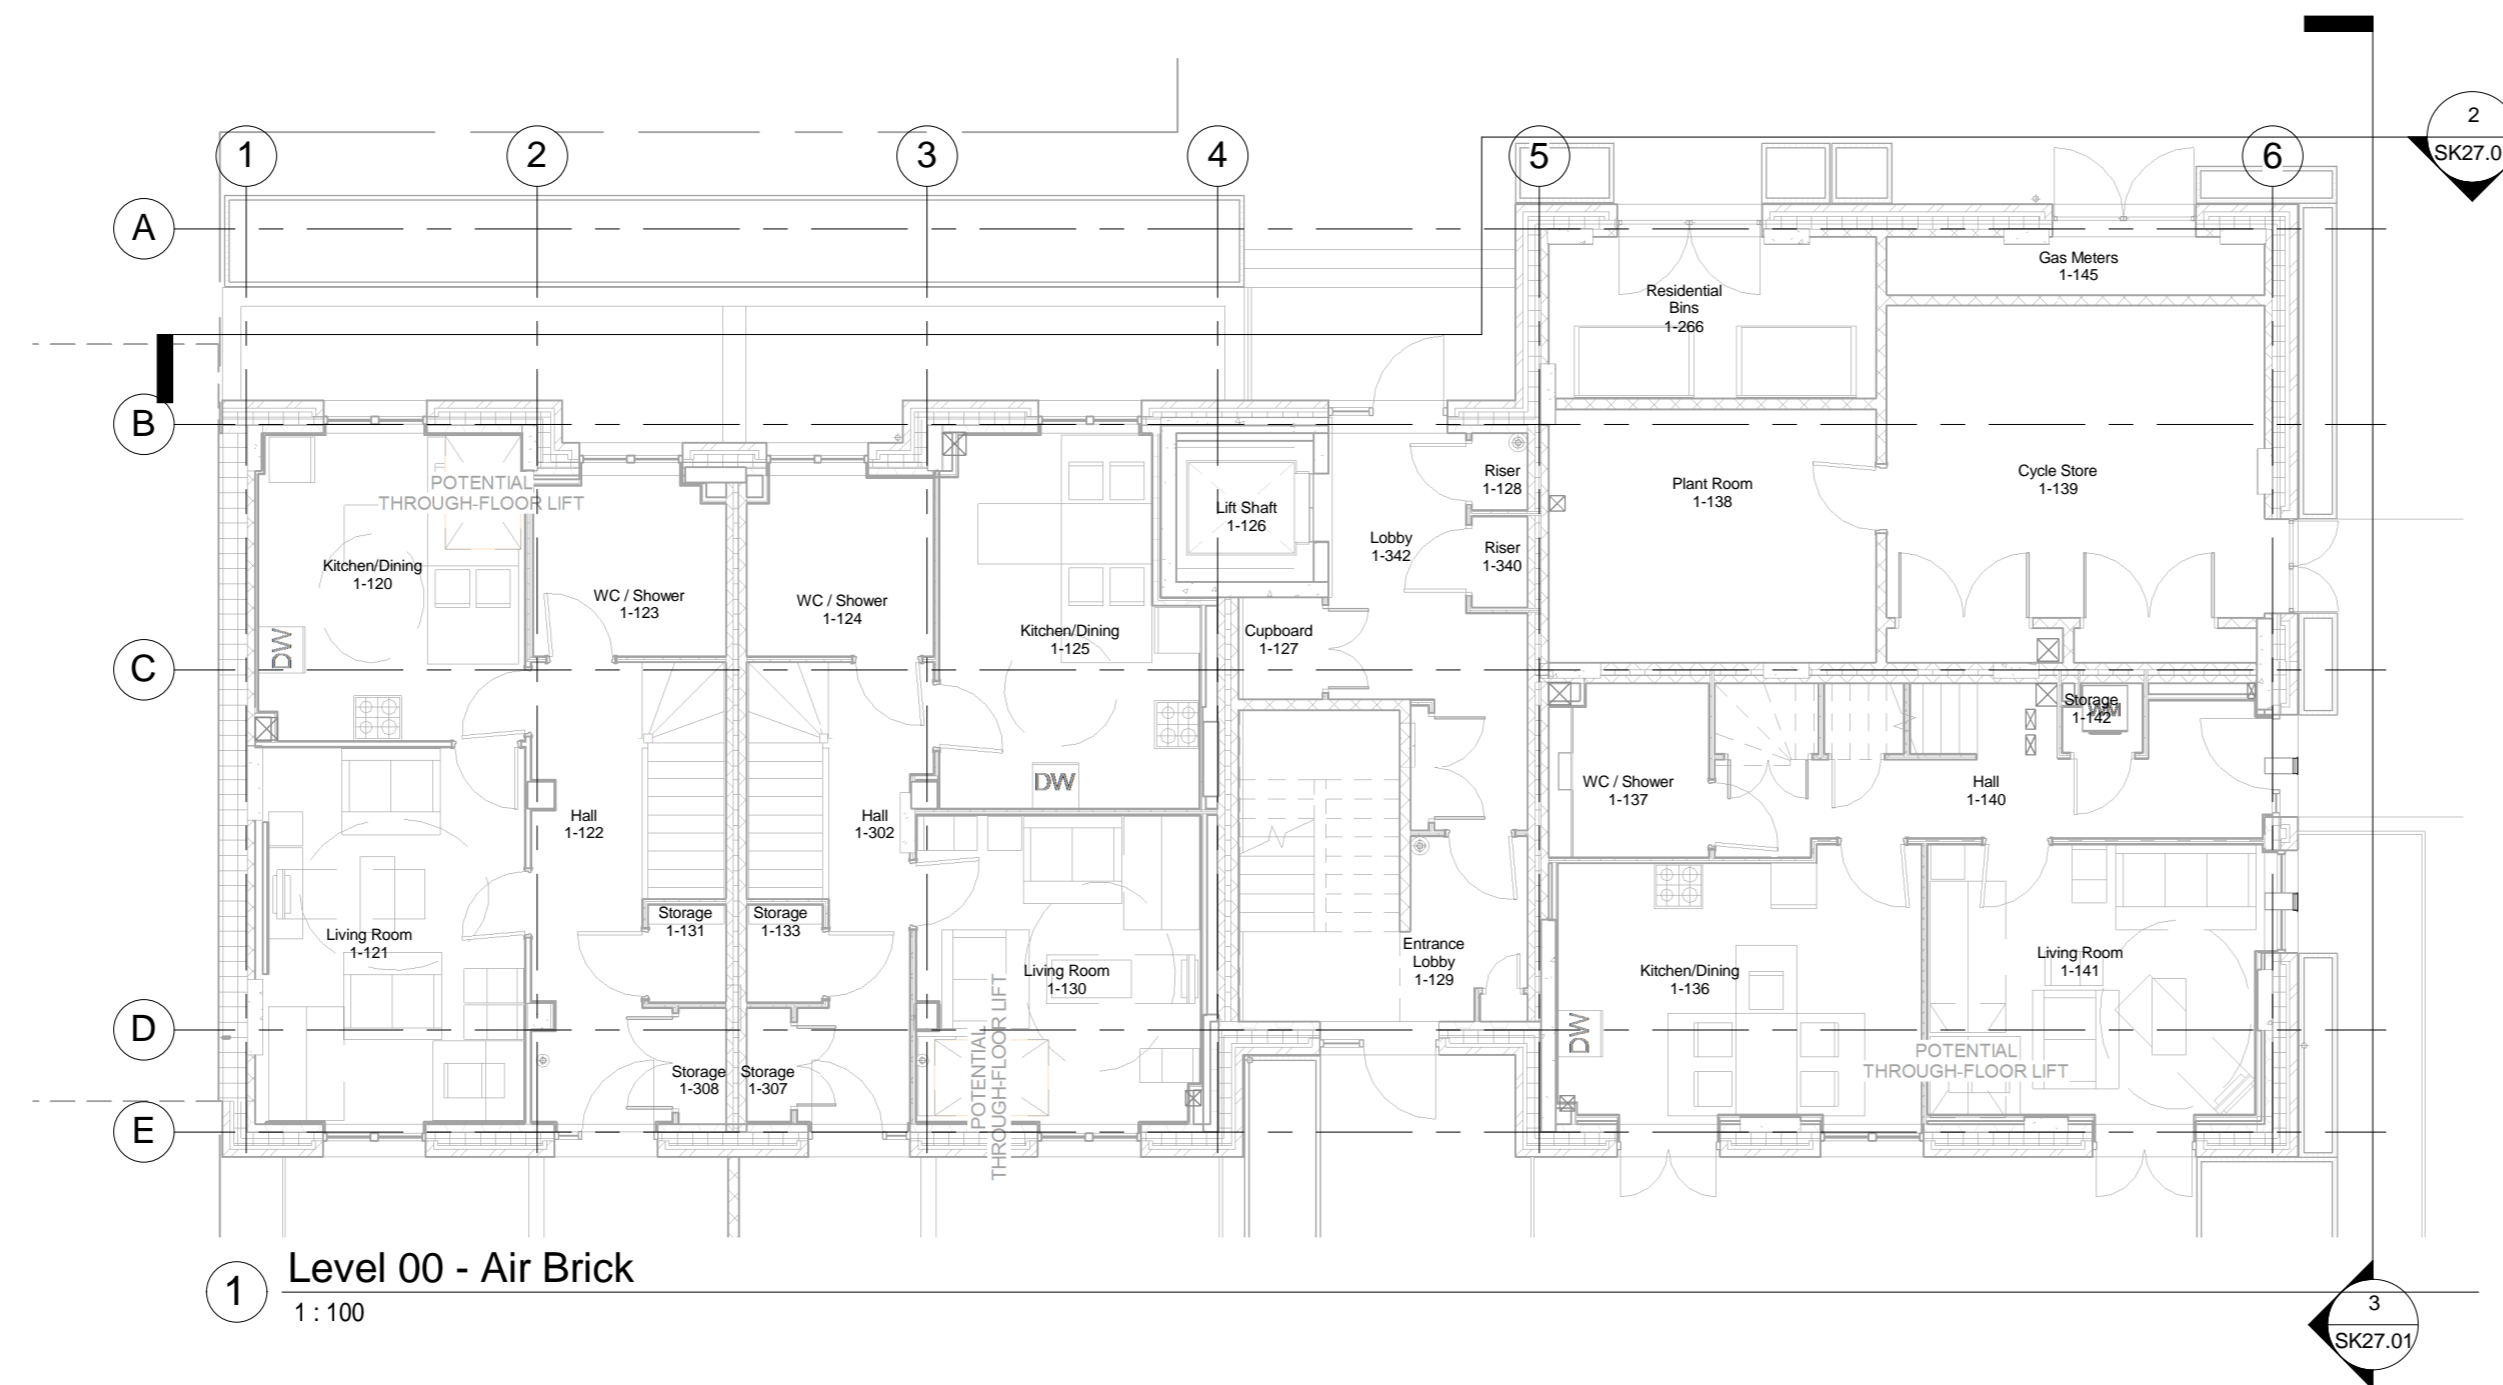 2
SK27.0
1
2
3
4
5
6
A
Gas Meters
1-145
Residential
Bins
1-266
B
POTENTIAL
THROUGH-FLOOR LIFT
Riser
1-128
Cycle Store
1-139
Plant Room
1-138
Lift Shaft
1-126
Lobby
1-342
Riser
1-340
Kitchen/Dining
1-120
WC / Shower
1-123
WC / Shower
1-124
Kitchen/Dining
1-125
Cupboard
1-127
DW
C
Storage
1-142
WM
WC / Shower
1-137
Hall
1-140
DW
Hall
1-122
Hall
1-302
Storage
1-131
Storage
1-133
Living Room
1-121
Entrance
Lobby
1-129
Living Room
1-130
Kitchen/Dining
1-136
Living Room
1-141
D
DW
POTENTIAL
THROUGH-FLOOR LIFT
POTENTIAL
THROUGH-FLOOR LIFT
Storage
1-308
Storage
1-307
E
1
Level 00 - Air Brick
1 : 100
3
SK27.01